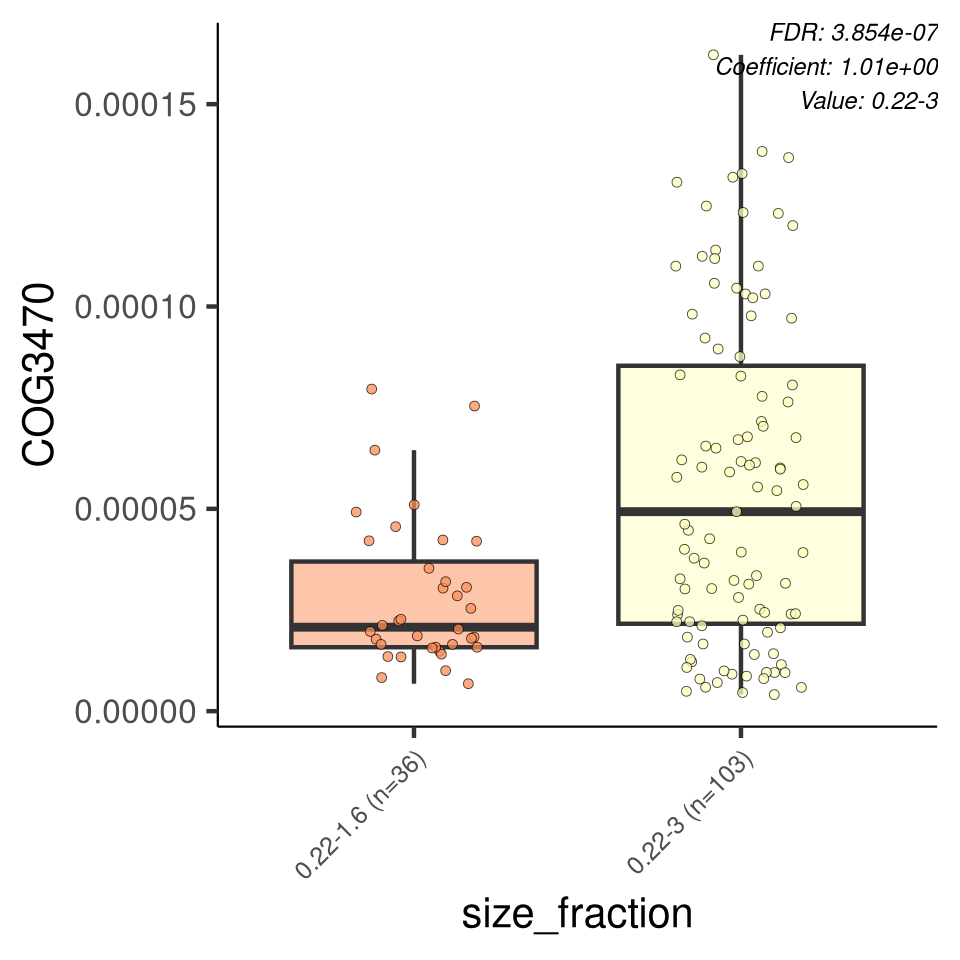 FDR: 3.854e-07
Coefficient: 1.01e+00
Value: 0.22-3
COG3470
0.00015
0.00010
0.00005
0.00000
0.22-1.6 (n=36)
0.22-3 (n=103)
size_fraction